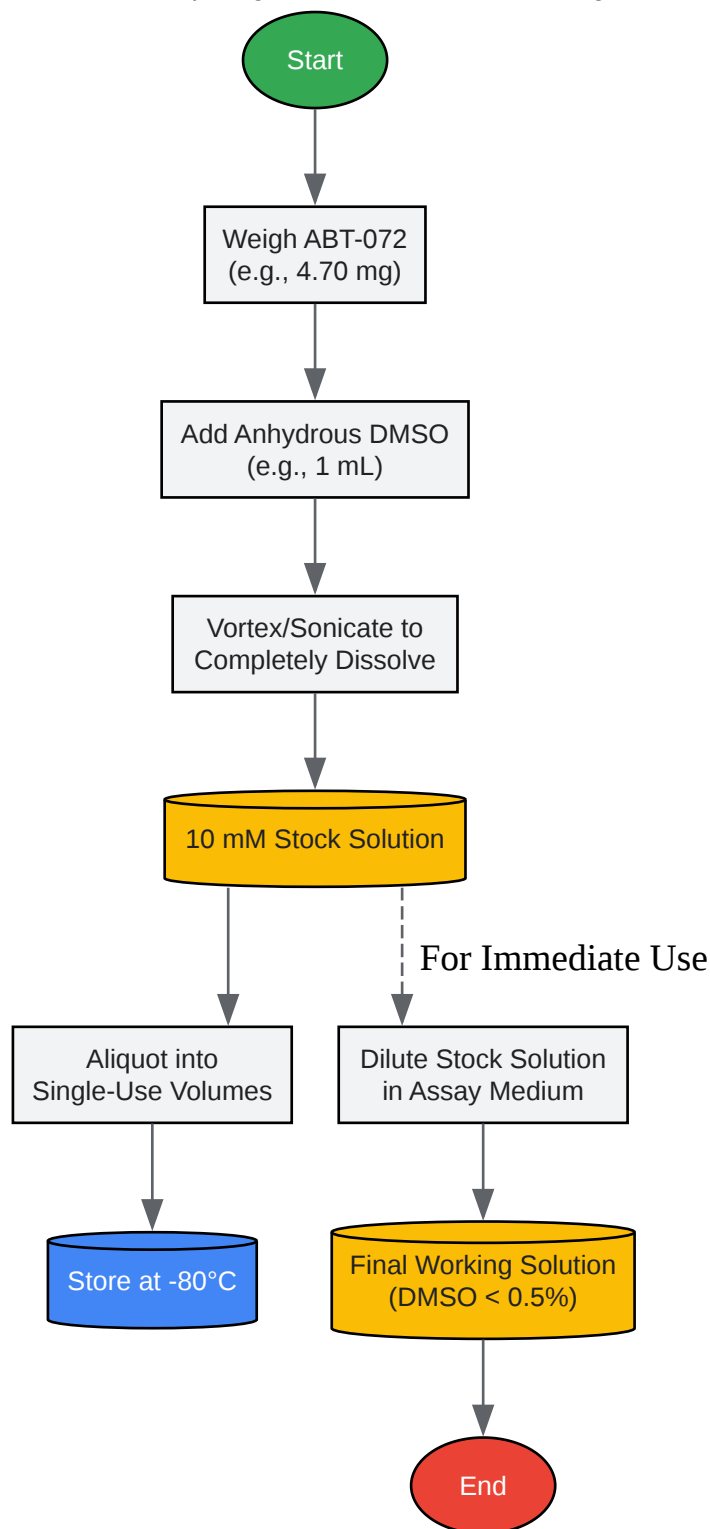 Start
Weigh ABT-072
(e.g., 4.70 mg)
Add Anhydrous DMSO
(e.g., 1 mL)
Vortex/Sonicate to
Completely Dissolve
10 mM Stock Solution
For Immediate Use
Aliquot into
Single-Use Volumes
Dilute Stock Solution
in Assay Medium
Store at -80°C
Final Working Solution
(DMSO < 0.5%)
End